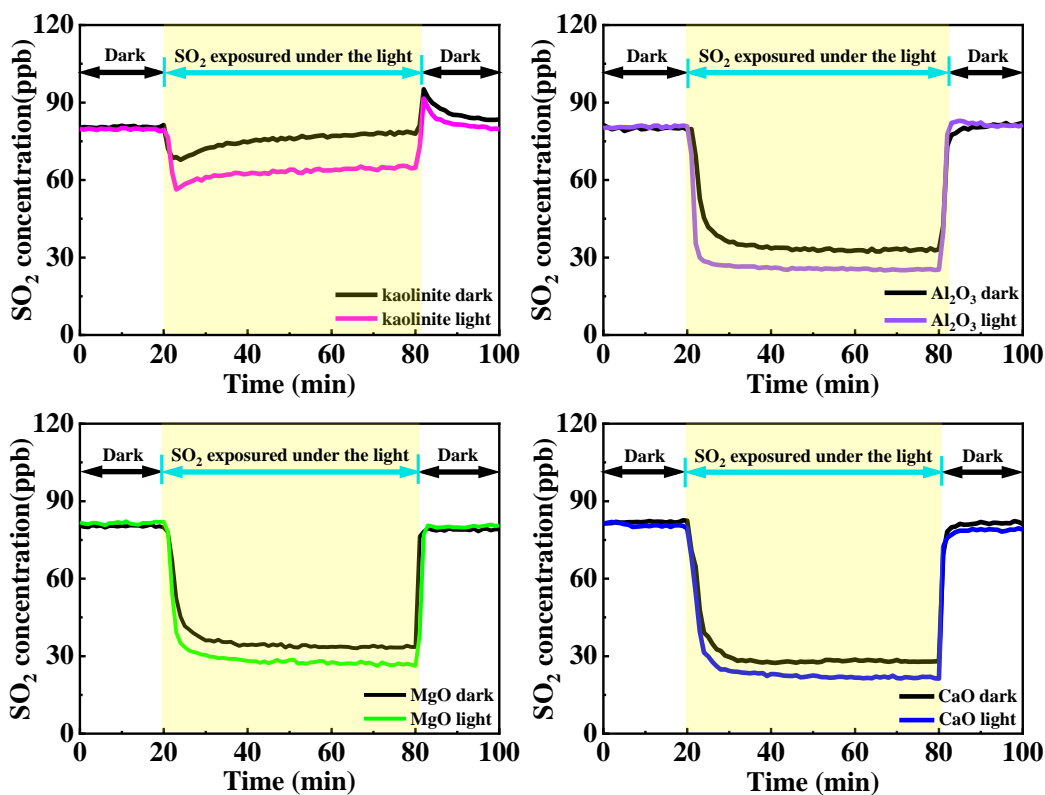 120
90
60
30
0
SO₂ concentration(ppb)
Dark
SO₂ exposured under the light
Dark
kaolinite dark
kaolinite light
0 20 40 60 80 100
Time (min)
120
90
60
30
0
SO₂ concentration(ppb)
Dark
SO₂ exposured under the light
Dark
Al₂O₃ dark
Al₂O₃ light
0 20 40 60 80 100
Time (min)
120
90
60
30
0
SO₂ concentration(ppb)
Dark
SO₂ exposured under the light
Dark
MgO dark
MgO light
0 20 40 60 80 100
Time (min)
120
90
60
30
0
SO₂ concentration(ppb)
Dark
SO₂ exposured under the light
Dark
CaO dark
CaO light
0 20 40 60 80 100
Time (min)